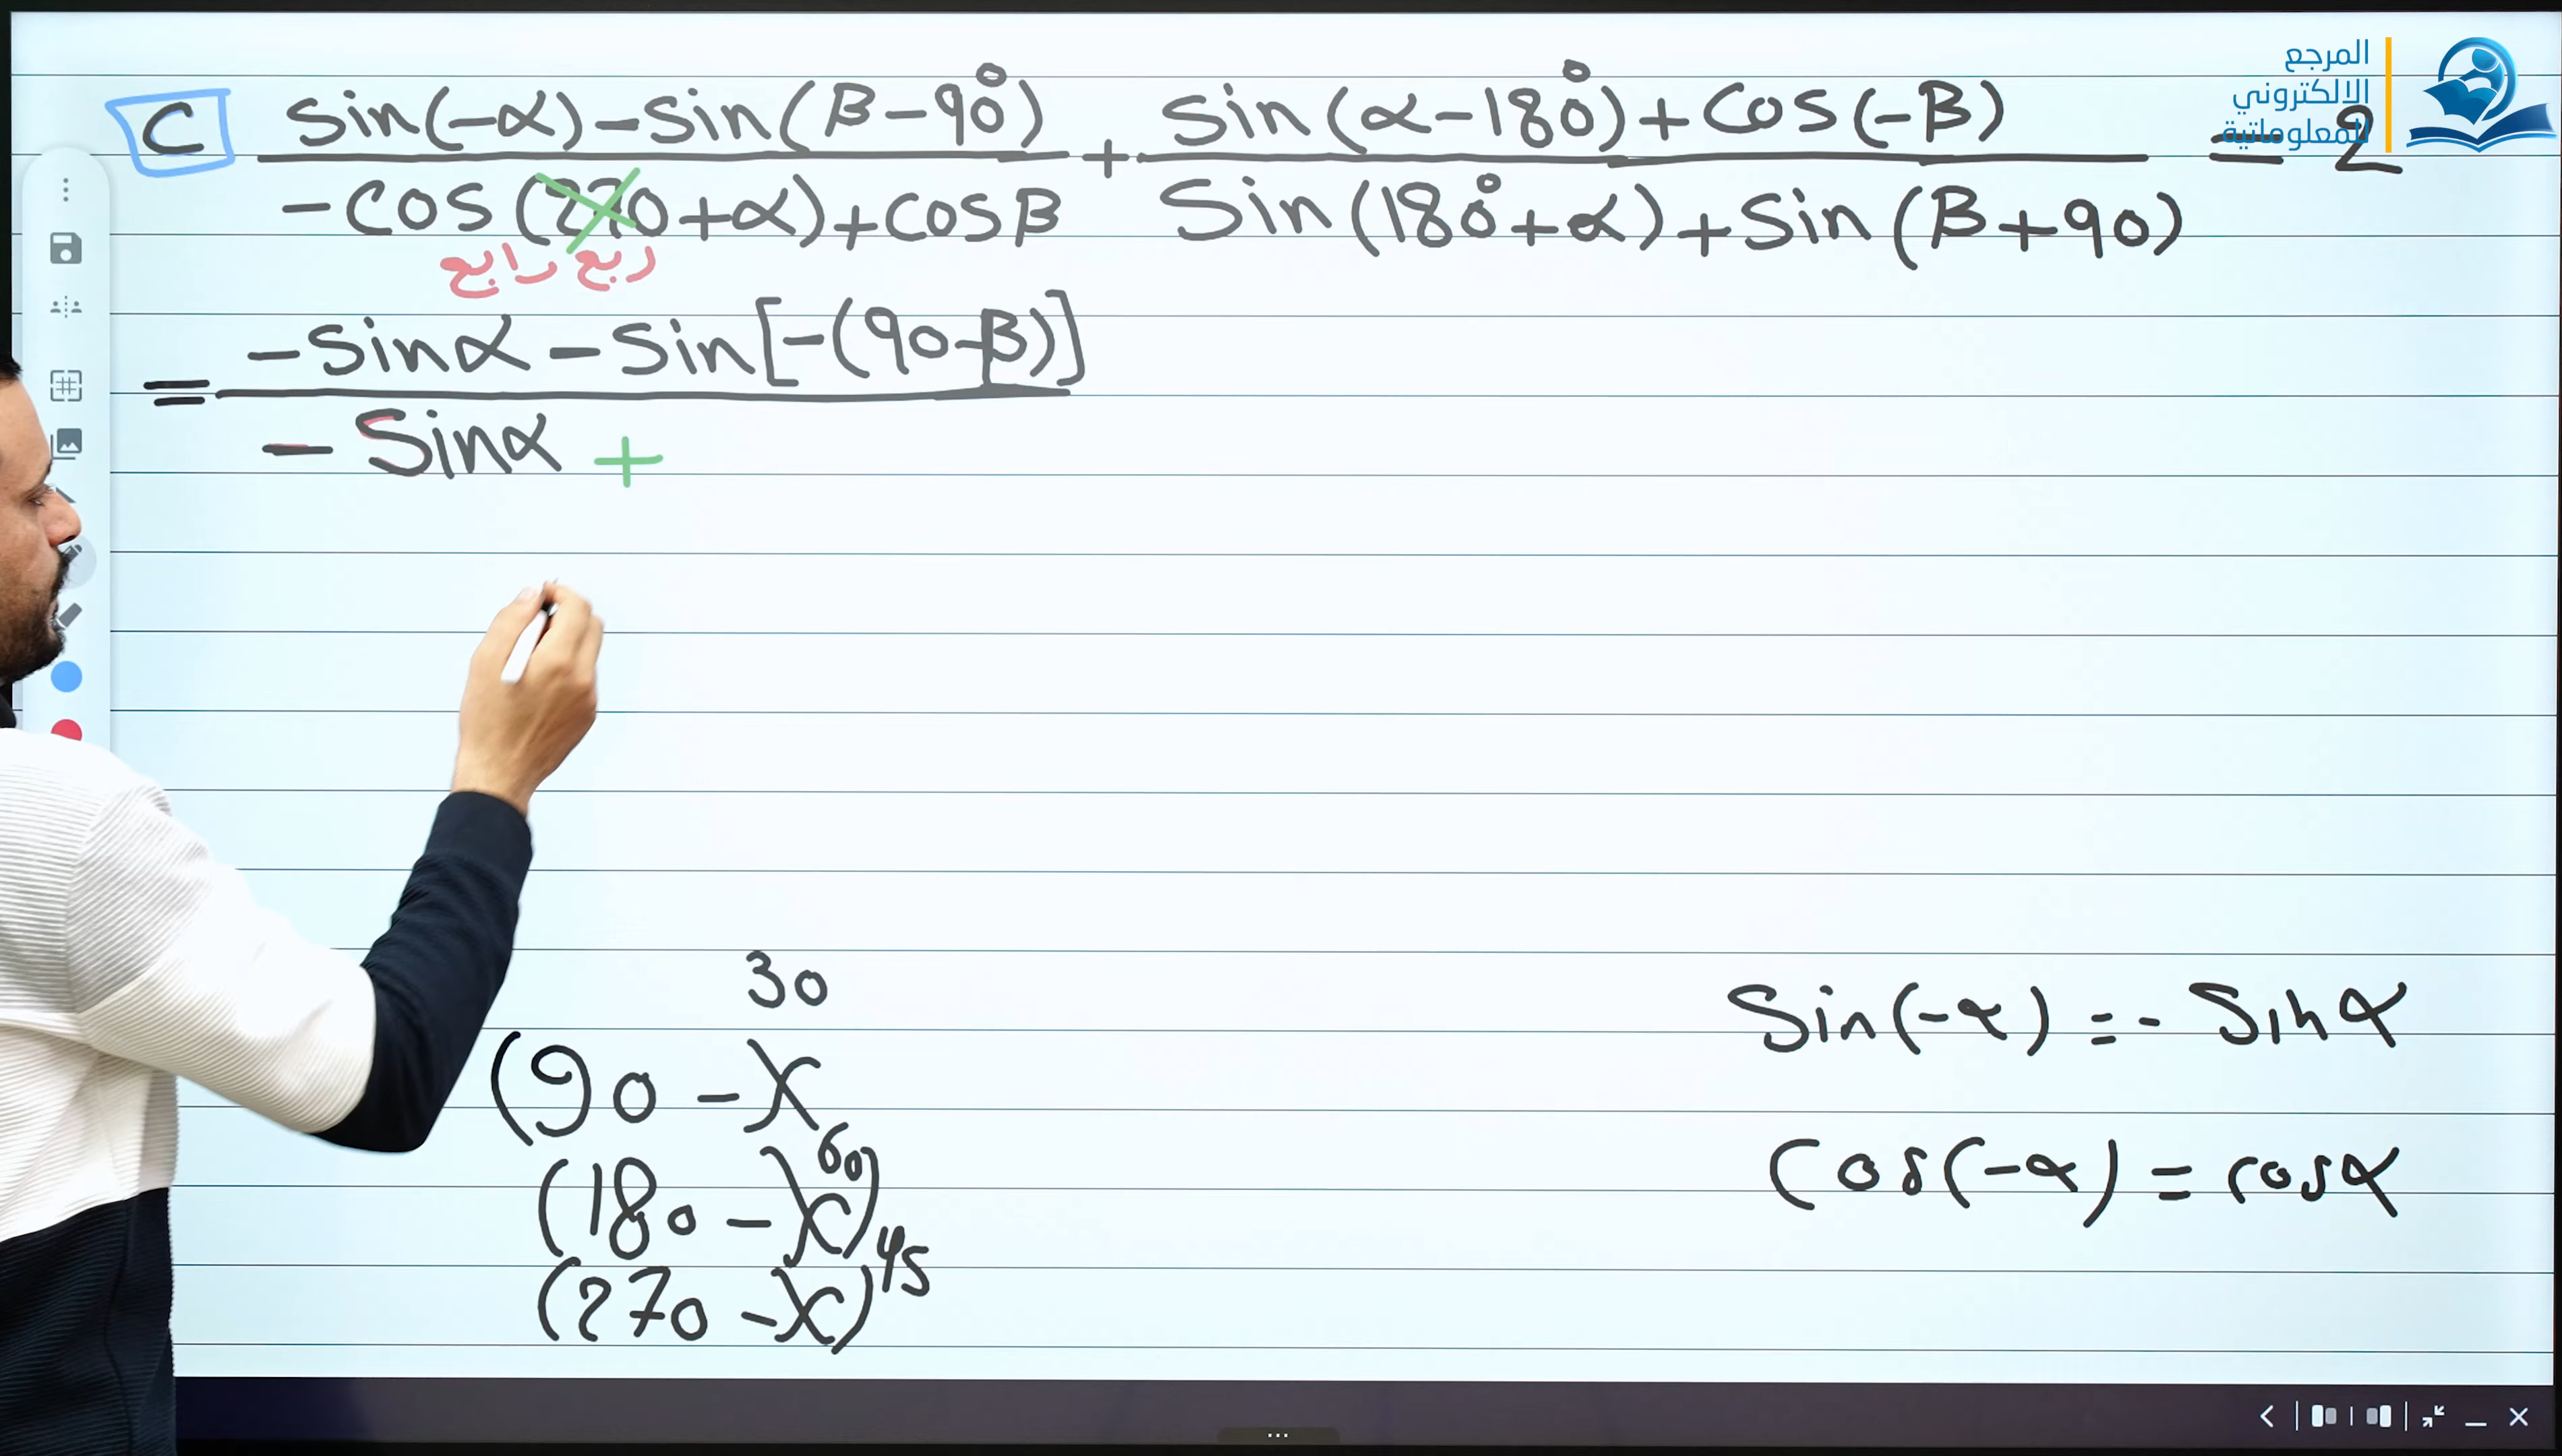 المرجع
الالكتروني
للمعلوماتية
C
Sin(-α) - Sin(β - 90°) / -Cos(270 + α) + Cosβ + Sin(α - 180°) + Cos(-β) / Sin(180° + α) + Sin(β + 90) = 2
ربع رابع
= -Sinα - Sin[-(90 - β)] / -Sinα +
30
(90 - X
60
(180 - X)
45
(270 - X)
Sin(-α) = - Sinα
Cos(-α) = cosα